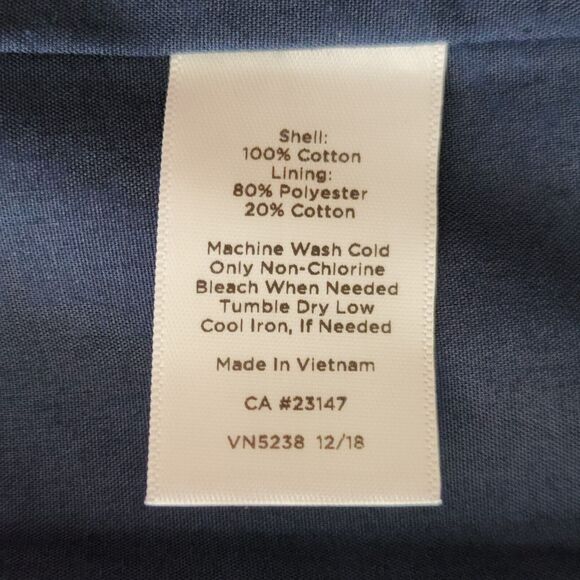 Shell:
100% Cotton
Lining:
80% Polyester
20% Cotton
Machine Wash Cold
Only Non-Chlorine
Bleach When Needed
Tumble Dry Low
Cool Iron, If Needed
Made In Vietnam
CA #23147
VN5238 12/18